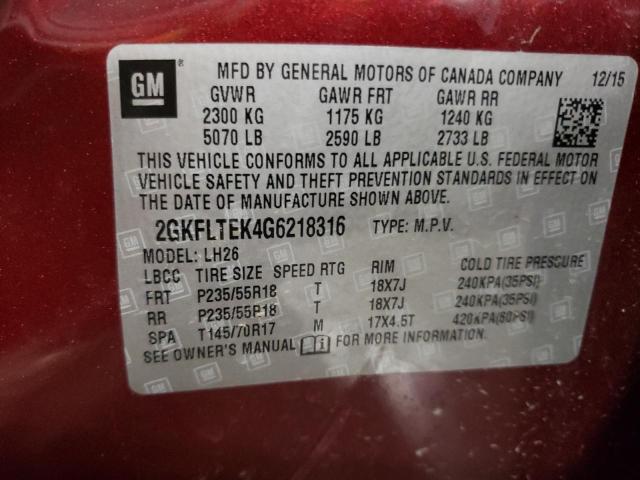 GM MFD BY GENERAL MOTORS OF CANADA COMPANY 12/15
GVWR GAWR FRT GAWR RR
2300 KG 1175 KG 1240 KG
5070 LB 2590 LB 2733 LB
THIS VEHICLE CONFORMS TO ALL APPLICABLE U.S. FEDERAL MOTOR
VEHICLE SAFETY AND THEFT PREVENTION STANDARDS IN EFFECT ON
THE DATE OF MANUFACTURE SHOWN ABOVE.
2GKFLTEK4G6218316 TYPE: M.P.V.
MODEL: LH26
LBCC TIRE SIZE SPEED RTG RIM COLD TIRE PRESSURE
FRT P235/55R18 T 18X7J 240KPA(35PSI)
RR P235/55R18 T 18X7J 240KPA(35PSI)
SPA T145/70R17 M 17X4.5T 420KPA(60PSI)
SEE OWNER'S MANUAL FOR MORE INFORMATION.